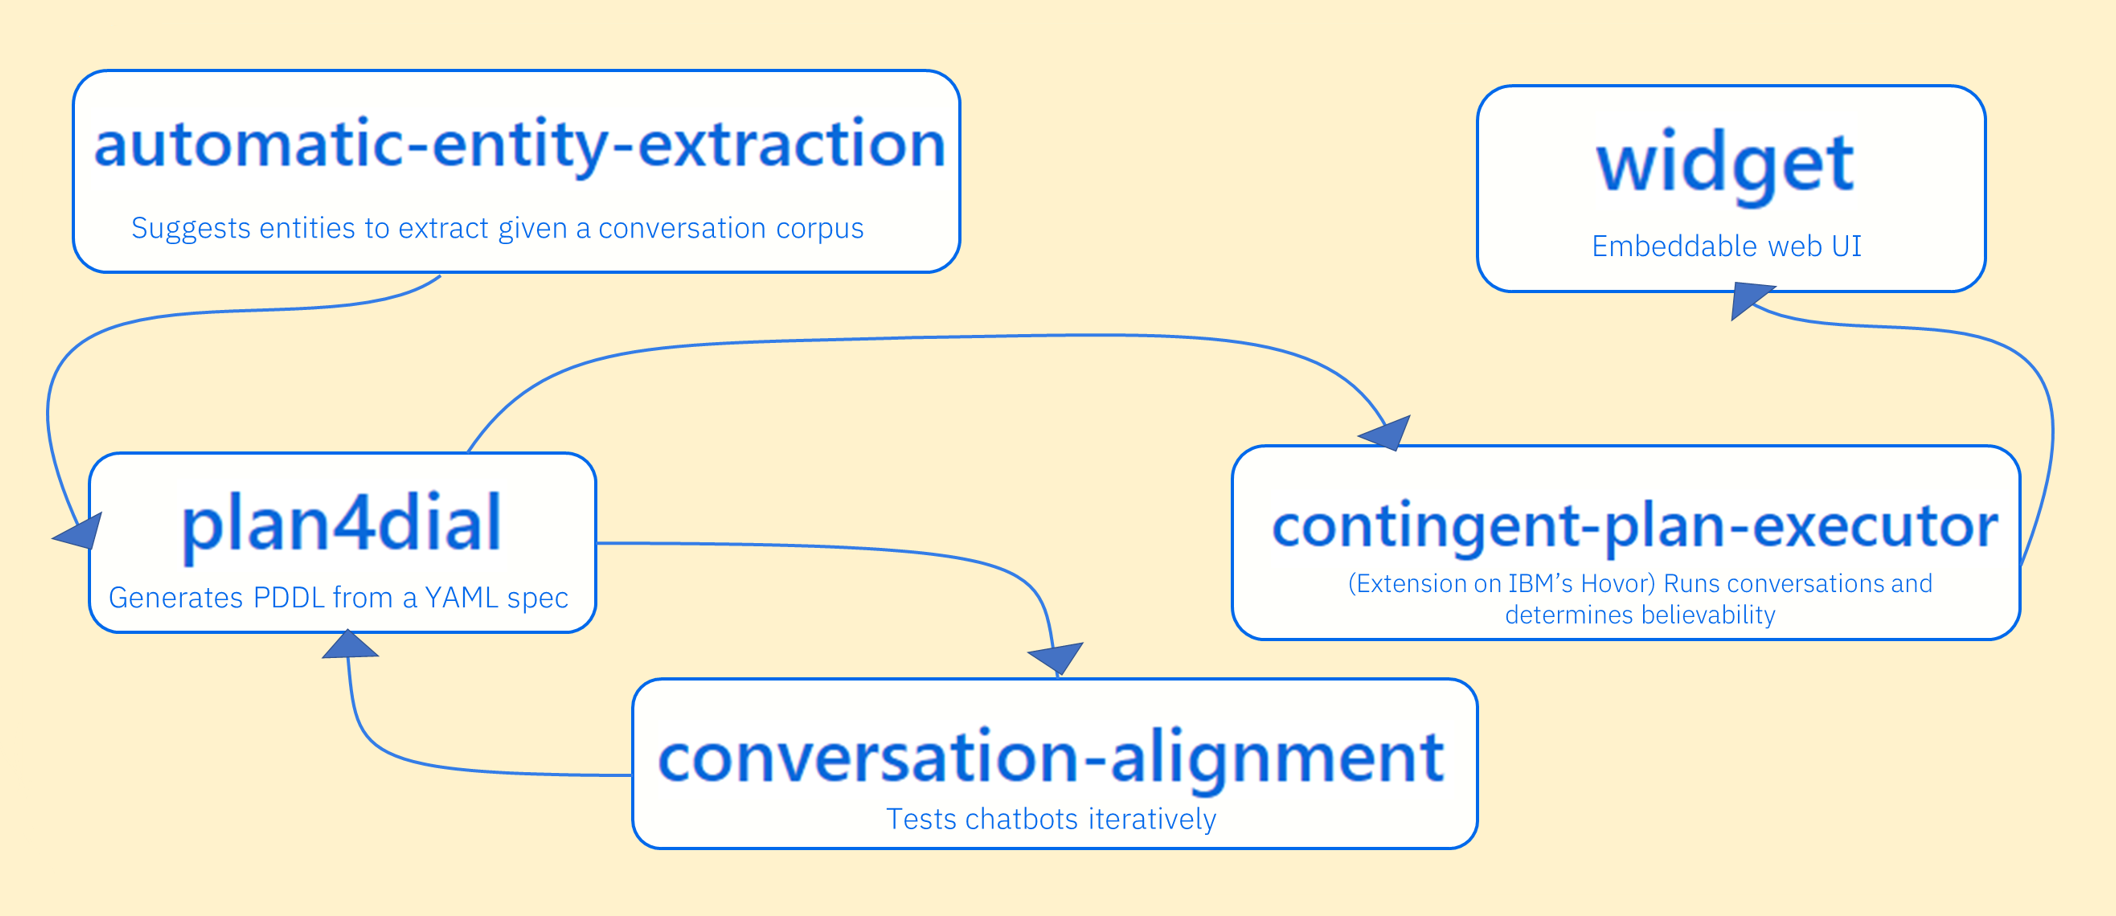 automatic-entity-extraction
Suggests entities to extract given a conversation corpus
widget
Embeddable web UI
plan4dial
Generates PDDL from a YAML spec
contingent-plan-executor
(Extension on IBM’s Hovor) Runs conversations and
determines believability
conversation-alignment
Tests chatbots iteratively